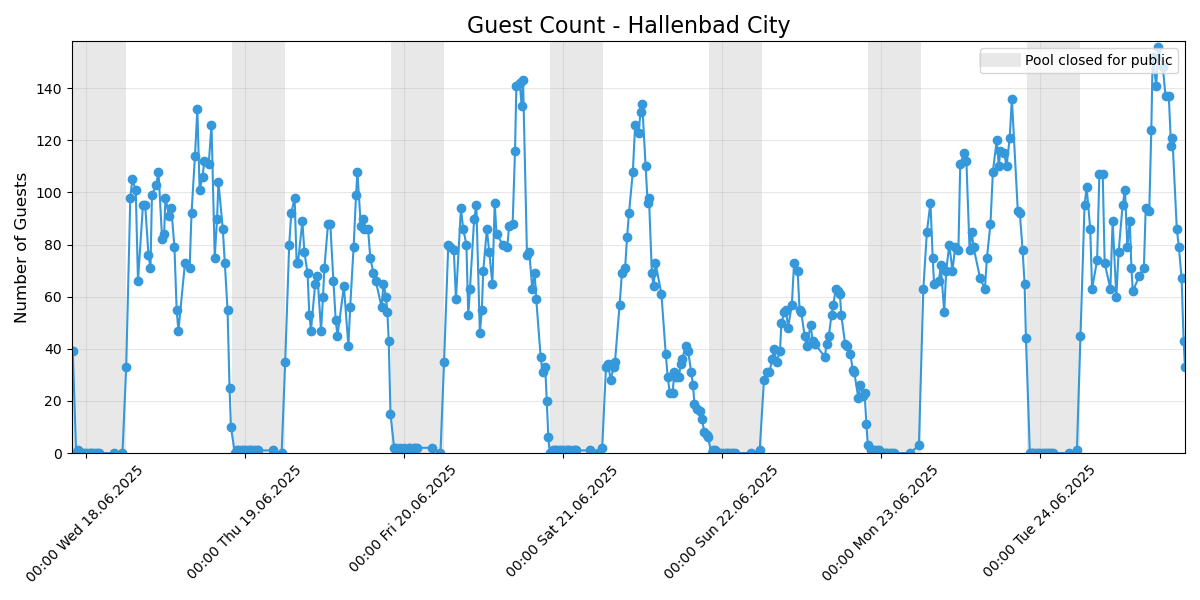 Guest Count - Hallenbad City
Pool closed for public
Number of Guests
140
120
100
80
60
40
20
0
00:00 Wed 18.06.2025
00:00 Thu 19.06.2025
00:00 Fri 20.06.2025
00:00 Sat 21.06.2025
00:00 Sun 22.06.2025
00:00 Mon 23.06.2025
00:00 Tue 24.06.2025